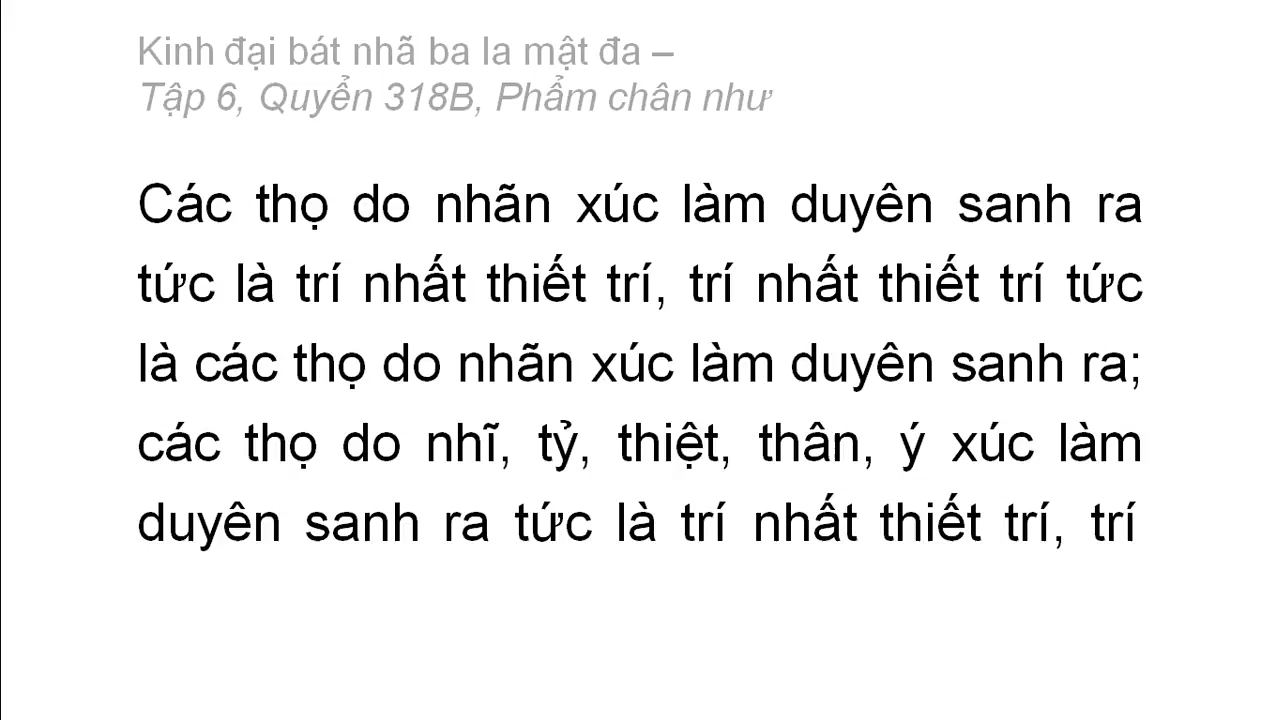 Kinh đại bát nhã ba la mật đa –
Tập 6, Quyển 318B, Phẩm chân như
Các thọ do nhãn xúc làm duyên sanh ra
tức là trí nhất thiết trí, trí nhất thiết trí tức
là các thọ do nhãn xúc làm duyên sanh ra;
các thọ do nhĩ, tỷ, thiệt, thân, ý xúc làm
duyên sanh ra tức là trí nhất thiết trí, trí